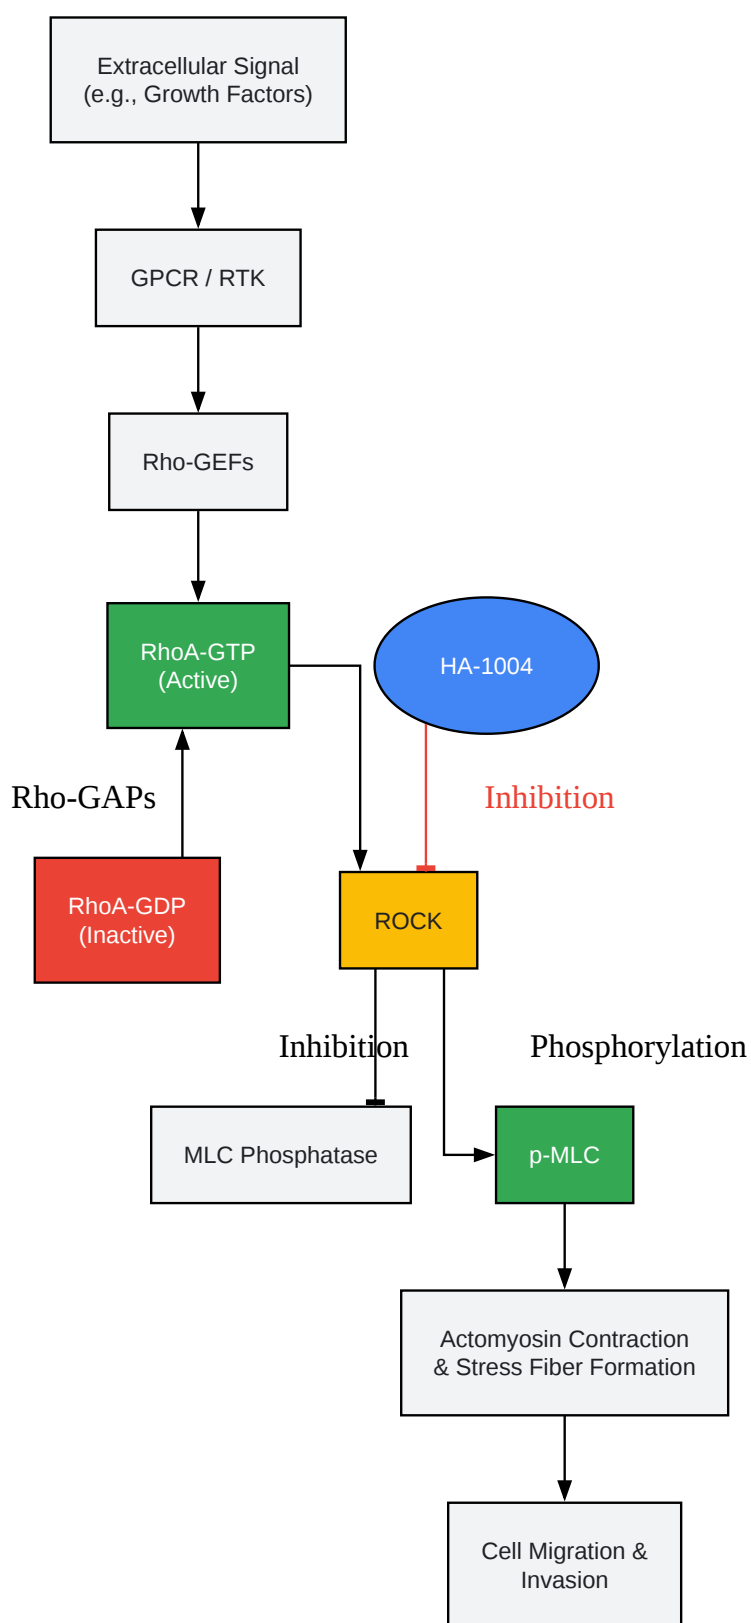 Extracellular Signal
(e.g., Growth Factors)
GPCR / RTK
Rho-GEFs
RhoA-GTP
(Active)
HA-1004
Rho-GAPs
Inhibition
RhoA-GDP
(Inactive)
ROCK
Inhibition
Phosphorylation
MLC Phosphatase
p-MLC
Actomyosin Contraction
& Stress Fiber Formation
Cell Migration &
Invasion